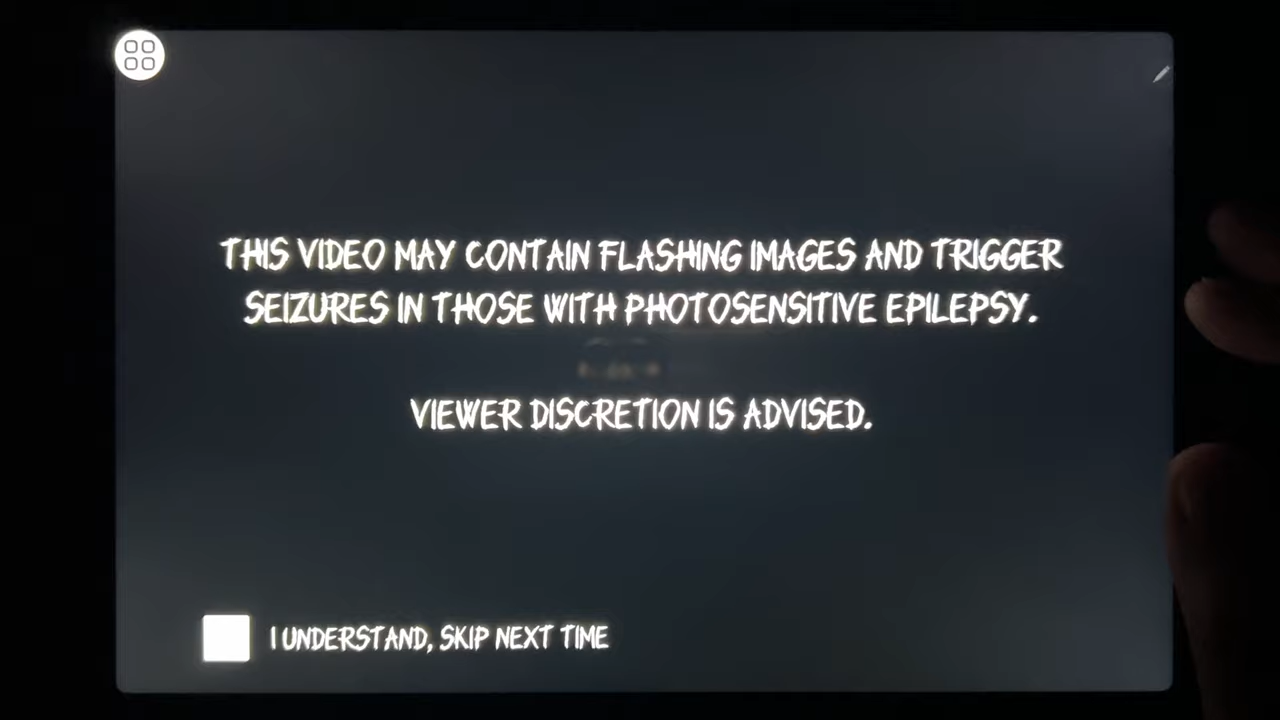 THIS VIDEO MAY CONTAIN FLASHING IMAGES AND TRIGGER
SEIZURES IN THOSE WITH PHOTOSENSITIVE EPILEPSY.
VIEWER DISCRETION IS ADVISED.
I UNDERSTAND, SKIP NEXT TIME